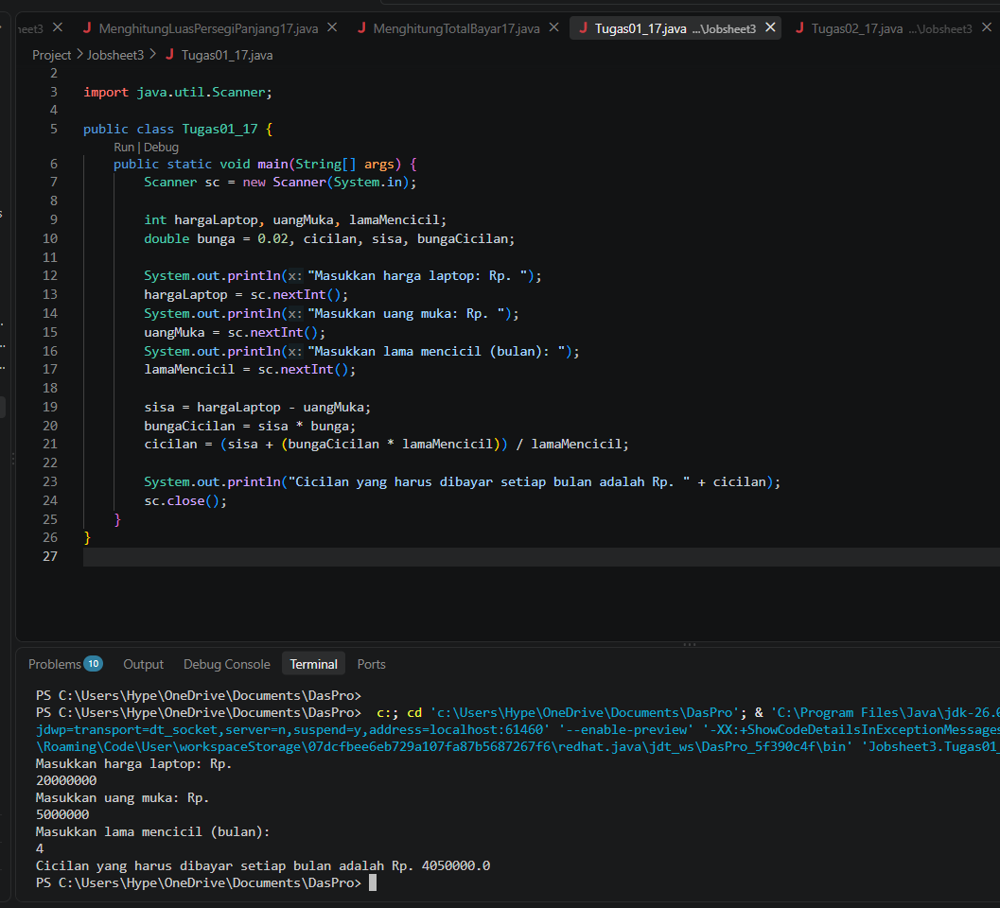 heet3 MenghitungLuasPersegiPanjang17.java MenghitungTotalBayar17.java Tugas01_17.java ...\Jobsheet3 Tugas02_17.java ...\Jobsheet3
Project > Jobsheet3 > Tugas01_17.java
2
3 import java.util.Scanner;
4
5 public class Tugas01_17 {
Run | Debug
6 public static void main(String[] args) {
7 Scanner sc = new Scanner(System.in);
8
9 int hargaLaptop, uangMuka, lamaMencicil;
10 double bunga = 0.02, cicilan, sisa, bungaCicilan;
11
12 System.out.println(x: "Masukkan harga laptop: Rp. ");
13 hargaLaptop = sc.nextInt();
14 System.out.println(x: "Masukkan uang muka: Rp. ");
15 uangMuka = sc.nextInt();
16 System.out.println(x: "Masukkan lama mencicil (bulan): ");
17 lamaMencicil = sc.nextInt();
18
19 sisa = hargaLaptop - uangMuka;
20 bungaCicilan = sisa * bunga;
21 cicilan = (sisa + (bungaCicilan * lamaMencicil)) / lamaMencicil;
22
23 System.out.println("Cicilan yang harus dibayar setiap bulan adalah Rp. " + cicilan);
24 sc.close();
25 }
26 }
27
Problems 10 Output Debug Console Terminal Ports
PS C:\Users\Hype\OneDrive\Documents\DasPro>
PS C:\Users\Hype\OneDrive\Documents\DasPro> c:; cd 'c:\Users\Hype\OneDrive\Documents\DasPro'; & 'C:\Program Files\Java\jdk-26.0
jdwp=transport=dt_socket,server=n,suspend=y,address=localhost:61460' '--enable-preview' '-XX:+ShowCodeDetailsInExceptionMessages
\Roaming\Code\User\workspaceStorage\07dcfbee6eb729a107fa87b5687267f6\redhat.java\jdt_ws\DasPro_5f390c4f\bin' 'Jobsheet3.Tugas01_
Masukkan harga laptop: Rp.
20000000
Masukkan uang muka: Rp.
5000000
Masukkan lama mencicil (bulan):
4
Cicilan yang harus dibayar setiap bulan adalah Rp. 4050000.0
PS C:\Users\Hype\OneDrive\Documents\DasPro>